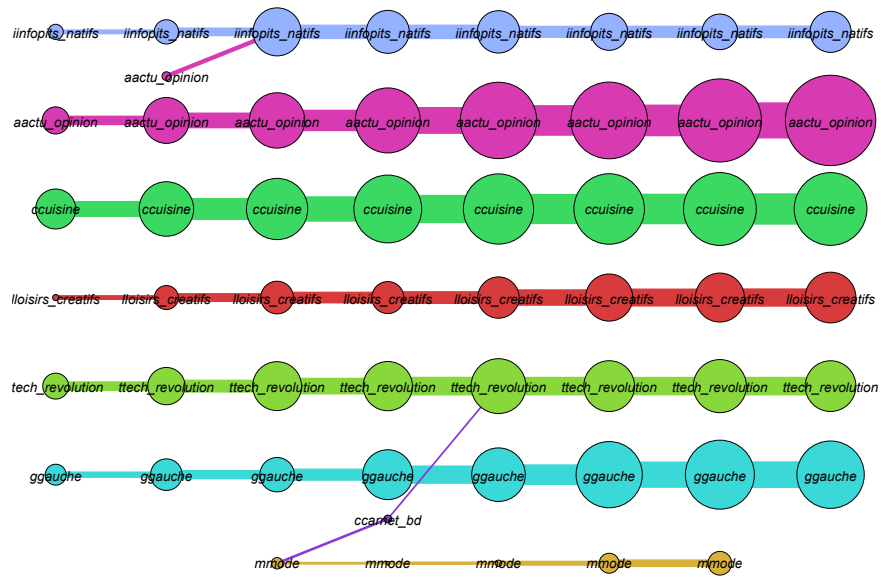 iinfopits_natifs iinfopits_natifs iinfopits_natifs iinfopits_natifs iinfopits_natifs iinfopits_natifs iinfopits_natifs iinfopits_natifs
aactu_opinion
aactu_opinion aactu_opinion aactu_opinion aactu_opinion aactu_opinion aactu_opinion aactu_opinion aactu_opinion
ccuisine ccuisine ccuisine ccuisine ccuisine ccuisine ccuisine ccuisine
lloisirs_creatifs lloisirs_creatifs lloisirs_creatifs lloisirs_creatifs lloisirs_creatifs lloisirs_creatifs lloisirs_creatifs lloisirs_creatifs
ttech_revolution ttech_revolution ttech_revolution ttech_revolution ttech_revolution ttech_revolution ttech_revolution ttech_revolution
ggauche ggauche ggauche ggauche ggauche ggauche ggauche ggauche
ccarnet_bd
mmode mmode mmode mmode mmode